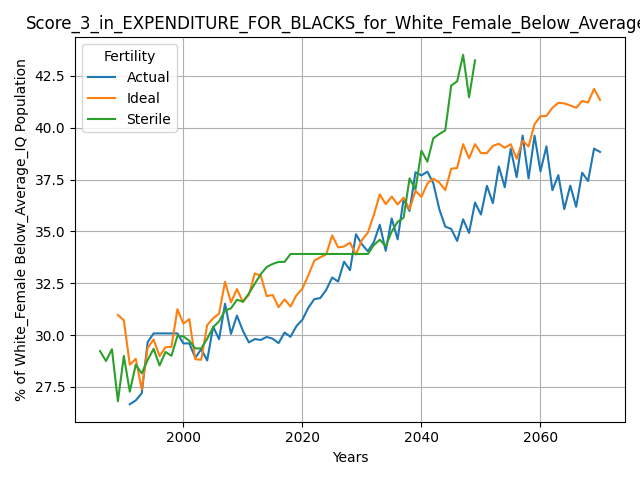 Score_3_in_EXPENDITURE_FOR_BLACKS_for_White_Female_Below_Average
% of White_Female Below_Average_IQ Population
42.5
40.0
37.5
35.0
32.5
30.0
27.5
Fertility
Actual
Ideal
Sterile
2000
2020
2040
2060
Years